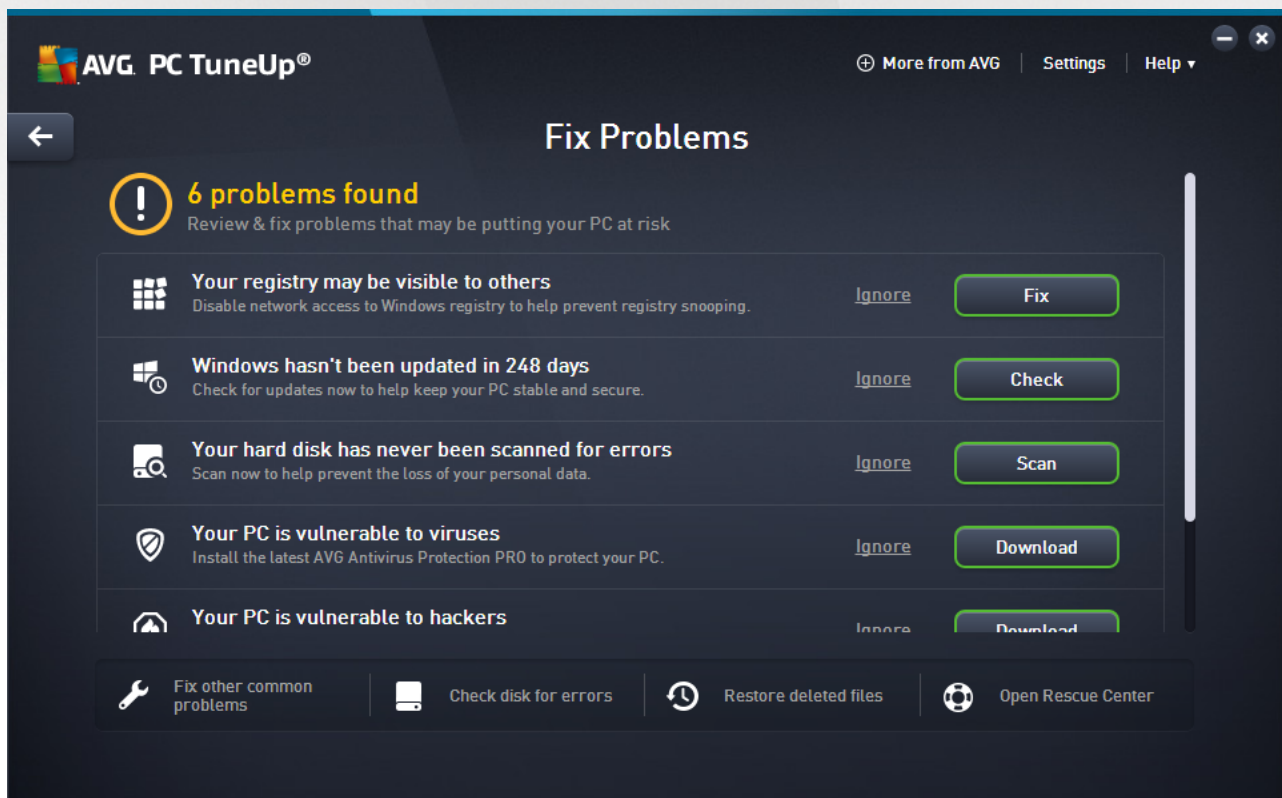 AVG. PC TuneUp®
More from AVG
Settings
Help
Fix Problems
6 problems found
Review & fix problems that may be putting your PC at risk
Your registry may be visible to others
Disable network access to Windows registry to help prevent registry snooping.
Ignore
Fix
Windows hasn't been updated in 248 days
Check for updates now to help keep your PC stable and secure.
Ignore
Check
Your hard disk has never been scanned for errors
Scan now to help prevent the loss of your personal data.
Ignore
Scan
Your PC is vulnerable to viruses
Install the latest AVG Antivirus Protection PRO to protect your PC.
Ignore
Download
Your PC is vulnerable to hackers
Ignore
Download
Fix other common
problems
Check disk for errors
Restore deleted files
Open Rescue Center